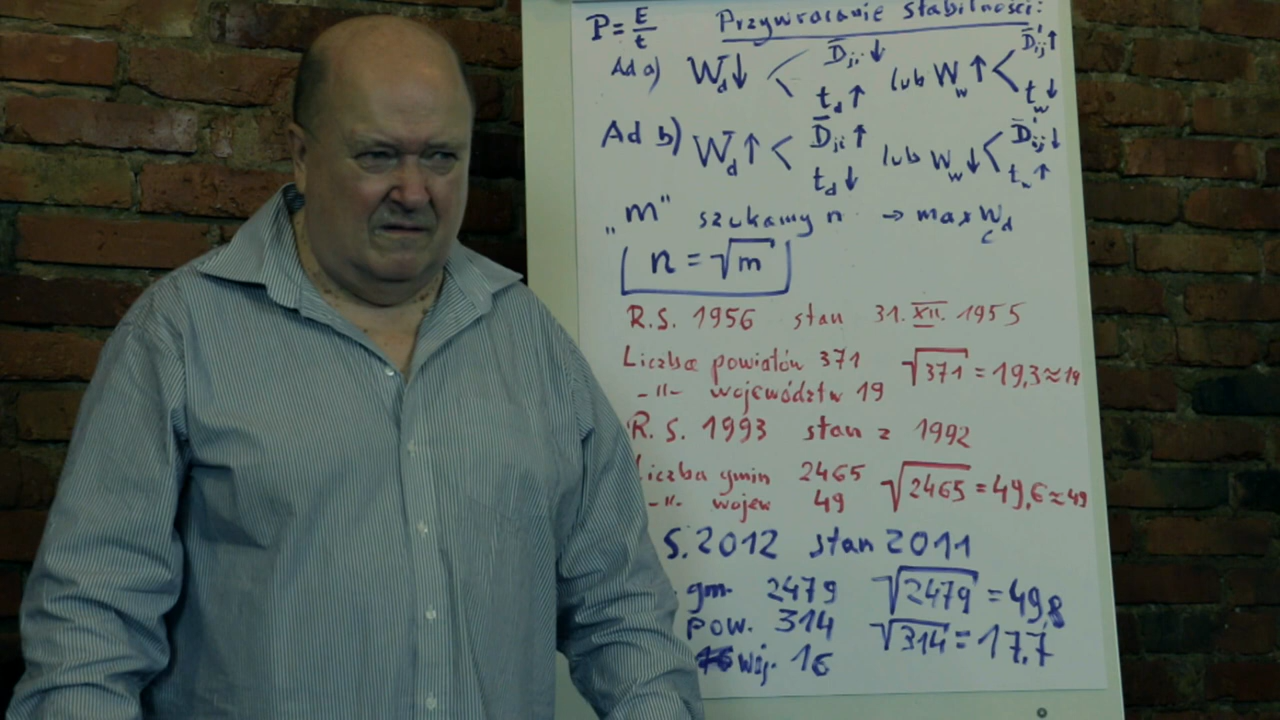 P = E/t Przywracanie stabilności:
Ad a) W̄d↓ < D̄ji↓ td↑ lub Ww↑ < D̄ij↑ tw↓
Ad b) W̄d↑ < D̄ji↑ td↓ lub Ww↓ < D̄ij↓ tw↑
„m" szukamy n → max Wd
n = √m
R.S. 1956 stan 31. XII. 1955
Liczba powiatów 371 √371 = 19,3 ≈ 19
-"- województw 19
R. S. 1993 stan z 1992
Liczba gmin 2465 √2465 = 49,6 ≈ 49
-"- wojew 49
S. 2012 stan 2011
gm. 2479 √2479 = 49,8
pow. 314 √314 = 17,7
woj. 16